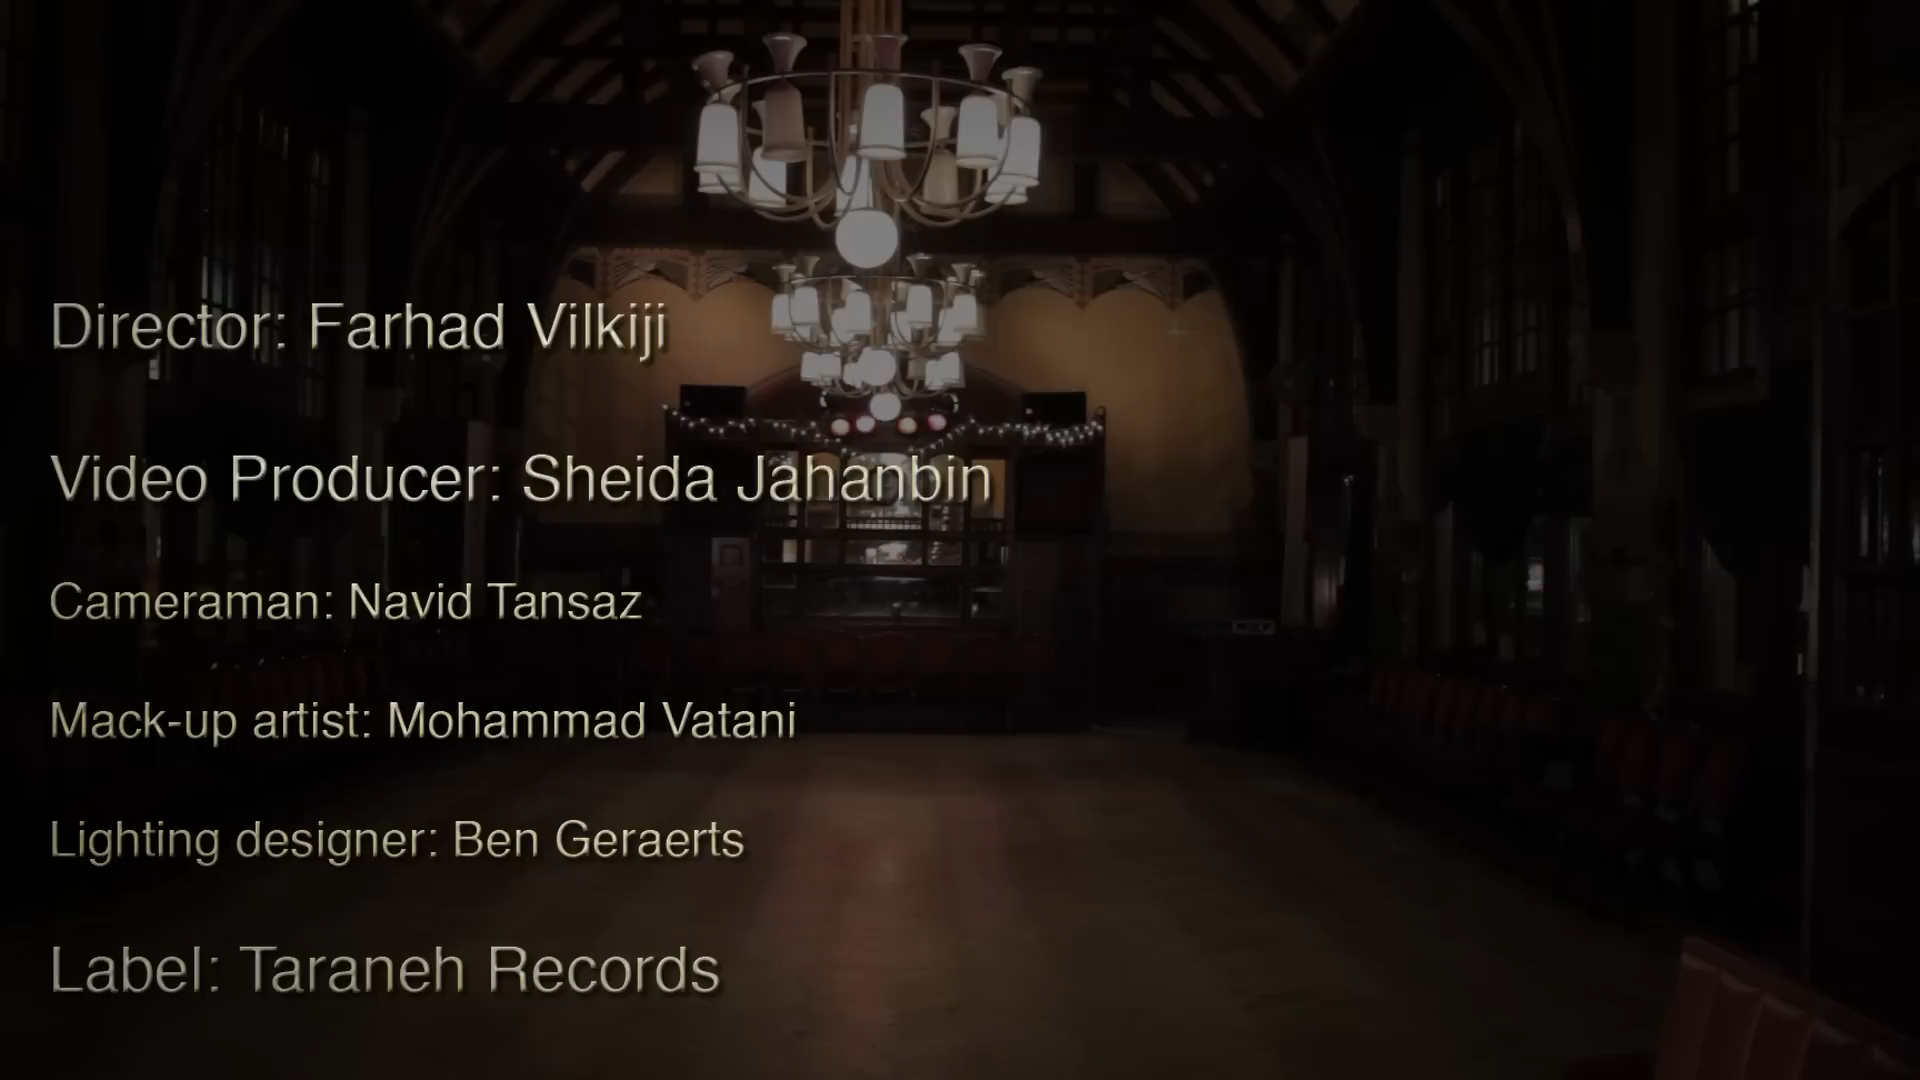 Director: Farhad Vilkiji
Video Producer: Sheida Jahanbin
Cameraman: Navid Tansaz
Mack-up artist: Mohammad Vatani
Lighting designer: Ben Geraerts
Label: Taraneh Records